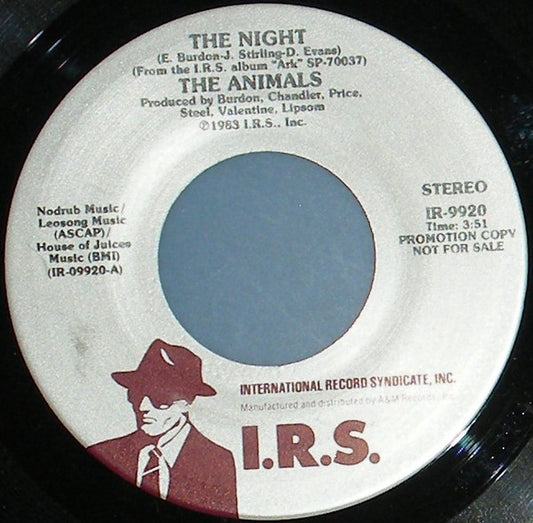 THE NIGHT
(E. Burdon-J. Stirling-D. Evans)
(From the I.R.S. album "Ark" SP-70037)
THE ANIMALS
Produced by Burdon, Chandler, Price,
Steel, Valentine, Lipsom
℗1983 I.R.S., Inc.
Nodrub Music/
Leosong Music
(ASCAP)/
House of Juices
Music (BMI)
(IR-09920-A)
STEREO
IR-9920
Time: 3:51
PROMOTION COPY
NOT FOR SALE
INTERNATIONAL RECORD SYNDICATE, INC.
Manufactured and distributed by A&M Records, Inc.
I.R.S.